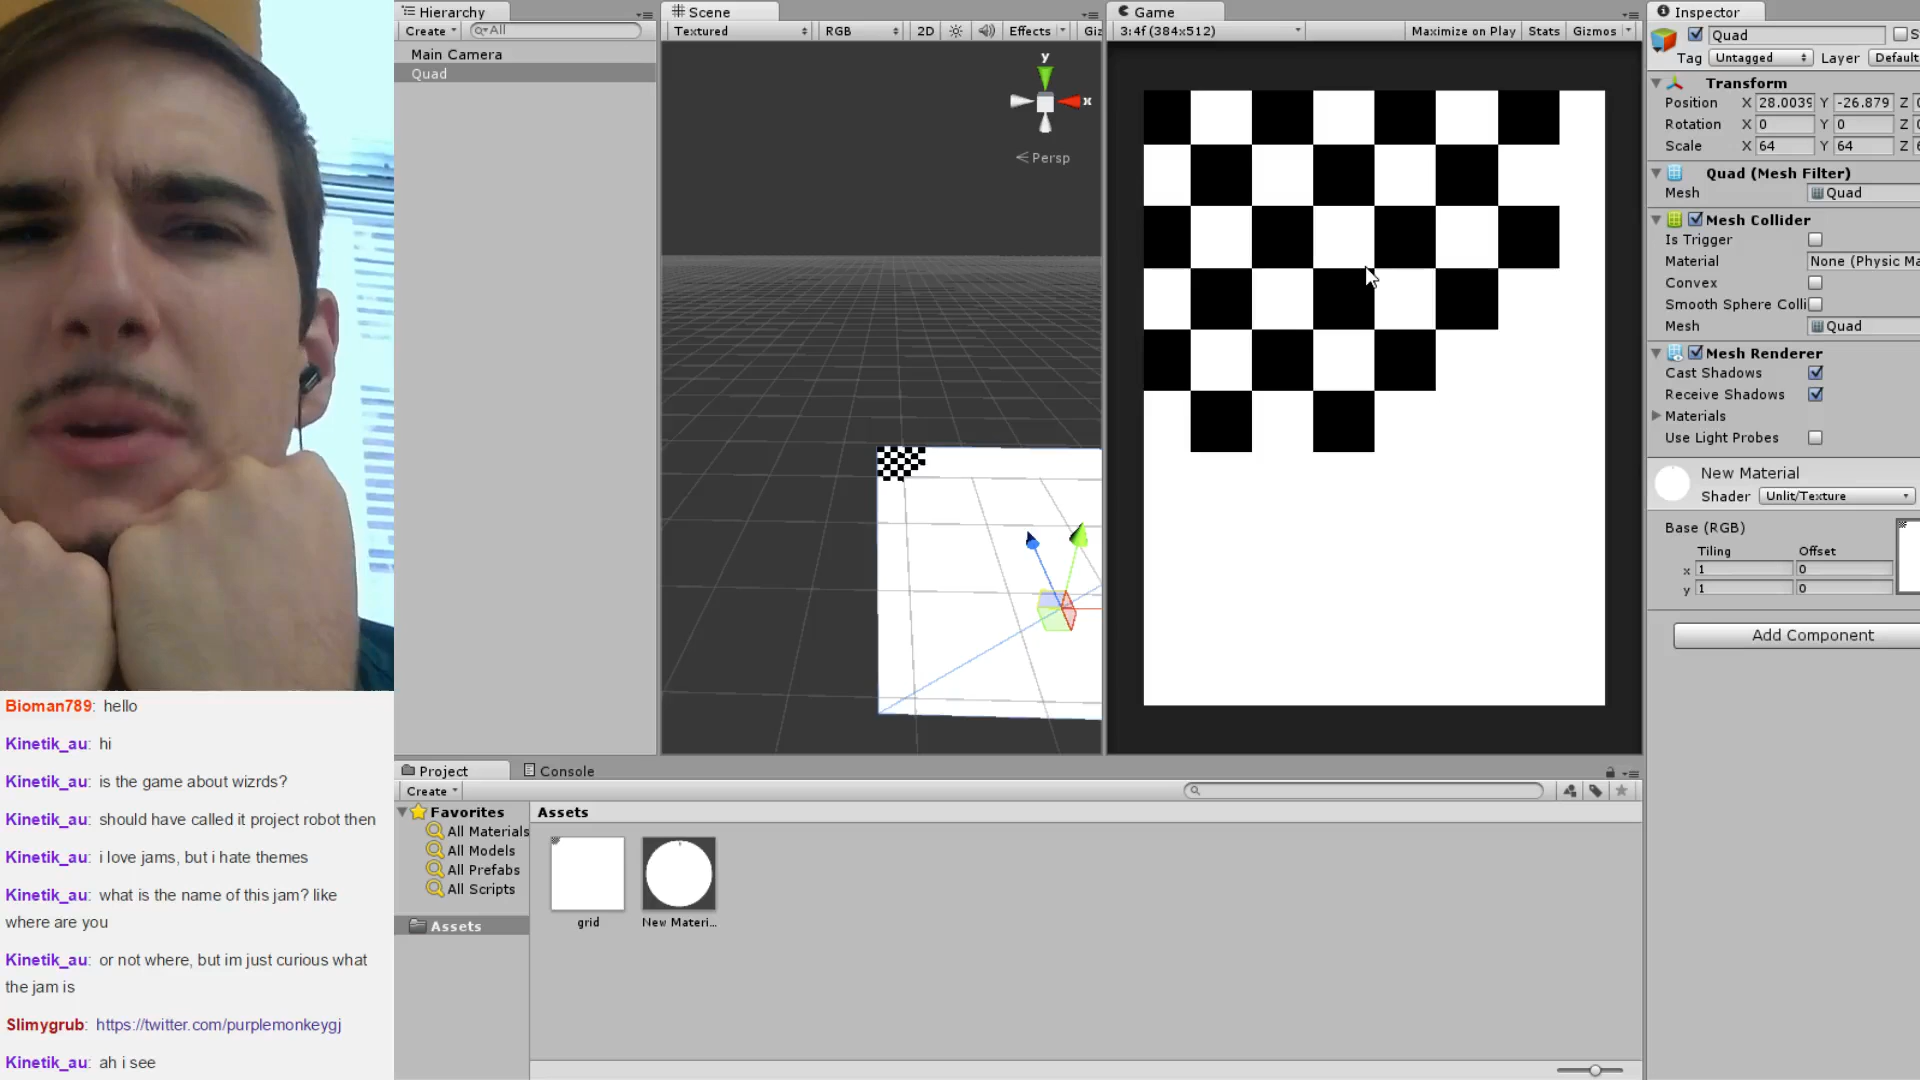 Hierarchy
Create
All
Main Camera
Quad
Scene
Textured
RGB
2D
Effects
Giz
y
x
Persp
Game
3:4f (384x512)
Maximize on Play
Stats
Gizmos
Inspector
Quad
S
Tag
Untagged
Layer
Default
Transform
Position X 28.0039 Y -26.879 Z
Rotation X 0 Y 0 Z
Scale X 64 Y 64 Z
Quad (Mesh Filter)
Mesh Quad
Mesh Collider
Is Trigger
Material None (Physic Ma
Convex
Smooth Sphere Colli
Mesh Quad
Mesh Renderer
Cast Shadows
Receive Shadows
Materials
Use Light Probes
New Material
Shader Unlit/Texture
Base (RGB)
Tiling Offset
x 1 0
y 1 0
Add Component
Bioman789: hello
Kinetik_au: hi
Kinetik_au: is the game about wizrds?
Kinetik_au: should have called it project robot then
Kinetik_au: i love jams, but i hate themes
Kinetik_au: what is the name of this jam? like
where are you
Kinetik_au: or not where, but im just curious what
the jam is
Slimygrub: https://twitter.com/purplemonkeygj
Kinetik_au: ah i see
Project
Console
Create
Favorites
All Materials
All Models
All Prefabs
All Scripts
Assets
Assets
grid
New Materi...